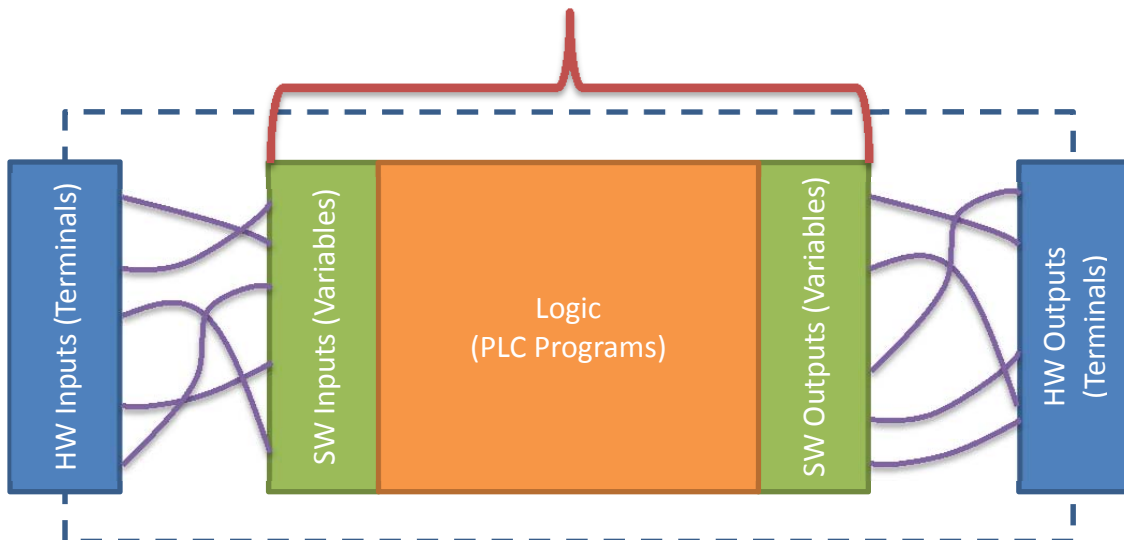 HW Inputs (Terminals)
SW Inputs (Variables)
Logic
(PLC Programs)
SW Outputs (Variables)
HW Outputs
(Terminals)